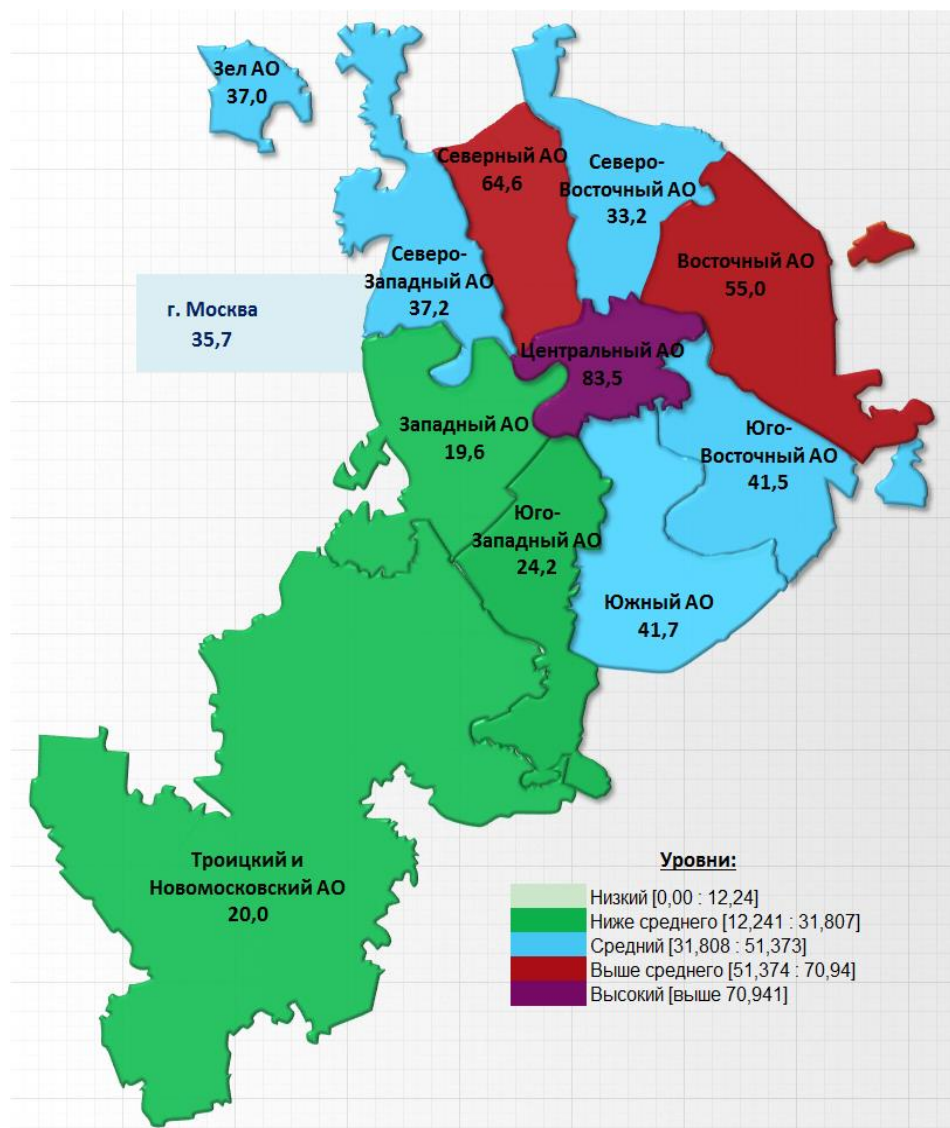 Зел АО
37,0
Северный АО
64,6
Северо-
Восточный АО
33,2
Северо-
Западный АО
37,2
Восточный АО
55,0
г. Москва
35,7
Центральный АО
83,5
Западный АО
19,6
Юго-
Восточный АО
41,5
Юго-
Западный АО
24,2
Южный АО
41,7
Троицкий и
Новомосковский АО
20,0
Уровни:
Низкий [0,00 : 12,24]
Ниже среднего [12,241 : 31,807]
Средний [31,808 : 51,373]
Выше среднего [51,374 : 70,94]
Высокий [выше 70,941]